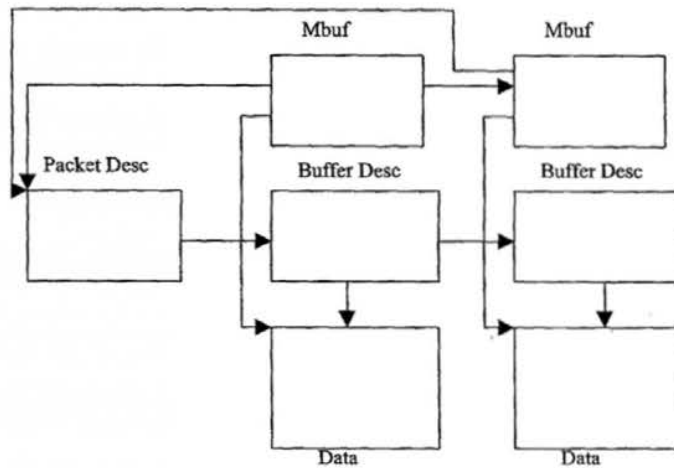 Mbuf
Mbuf
Packet Desc
Buffer Desc
Buffer Desc
Data
Data